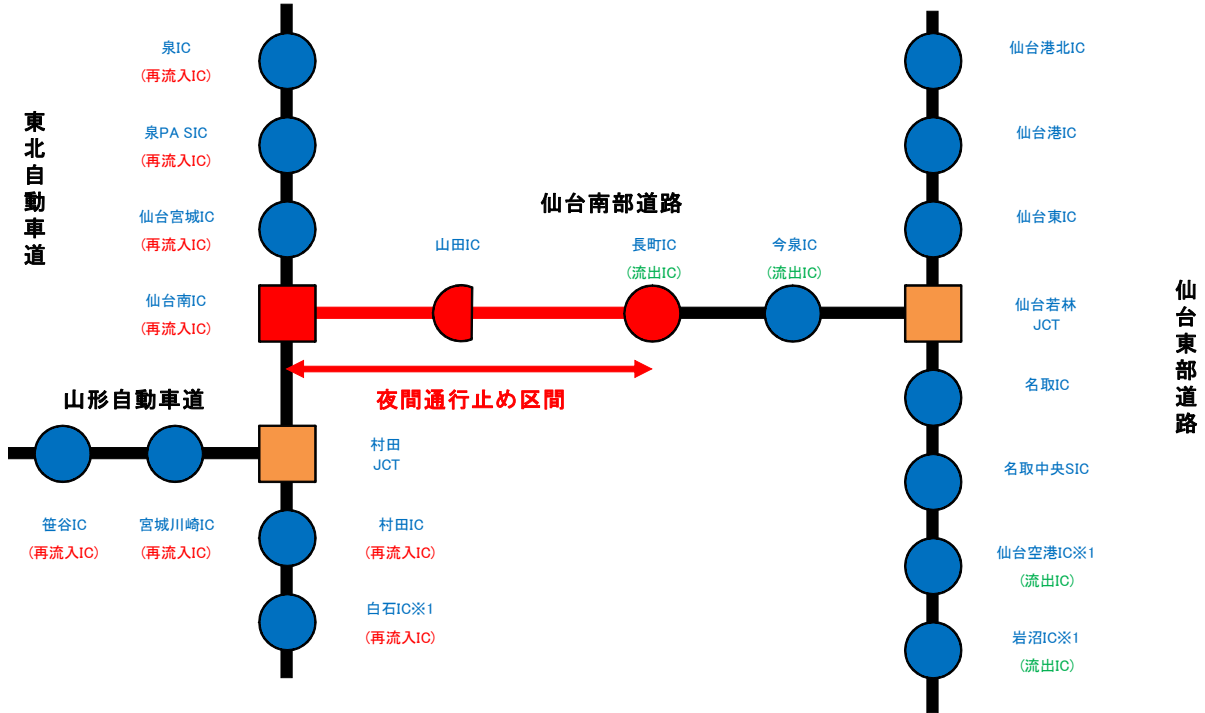 東北自動車道
泉IC
(再流入IC)
泉PA SIC
(再流入IC)
仙台宮城IC
(再流入IC)
仙台南IC
(再流入IC)
仙台南部道路
山田IC
長町IC
(流出IC)
今泉IC
(流出IC)
夜間通行止め区間
山形自動車道
笹谷IC
(再流入IC)
宮城川崎IC
(再流入IC)
村田
JCT
村田IC
(再流入IC)
白石IC※1
(再流入IC)
仙台港北IC
仙台港IC
仙台東IC
仙台若林
JCT
名取IC
名取中央SIC
仙台空港IC※1
(流出IC)
岩沼IC※1
(流出IC)
仙台東部道路